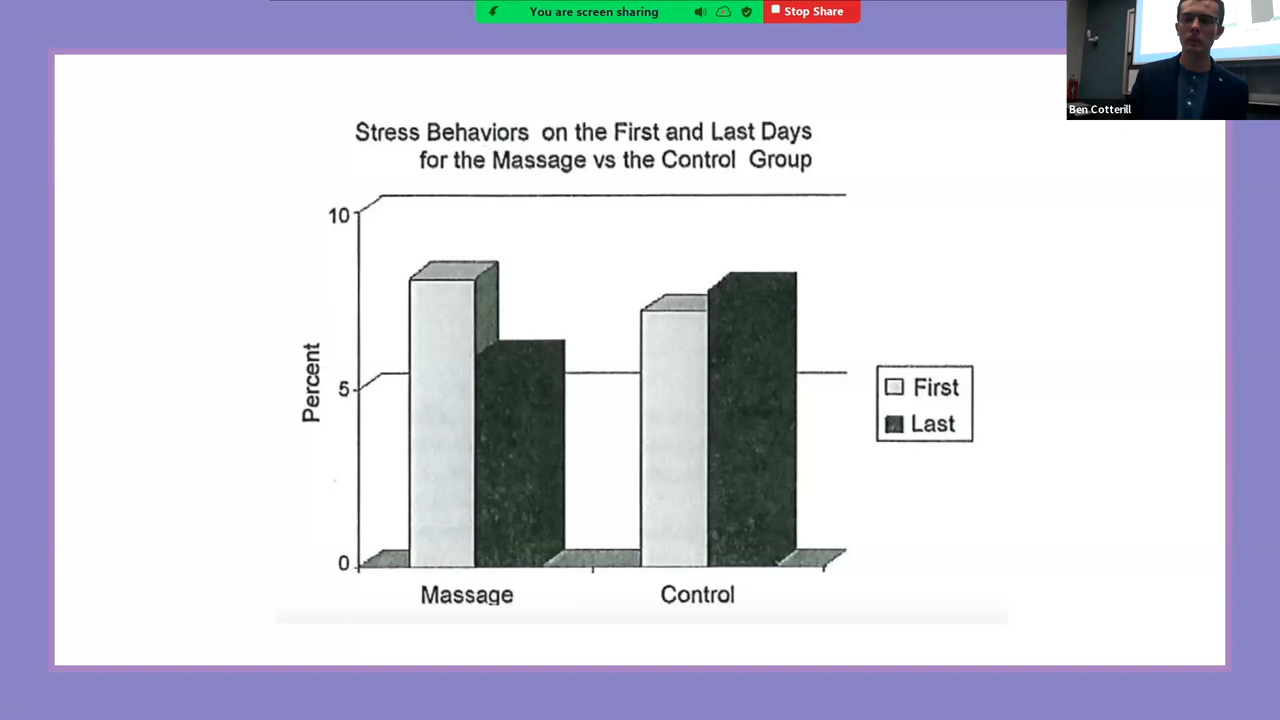 You are screen sharing
Stop Share
Ben Cotterill
Stress Behaviors on the First and Last Days
for the Massage vs the Control Group
10
5
0
Percent
First
Last
Massage
Control